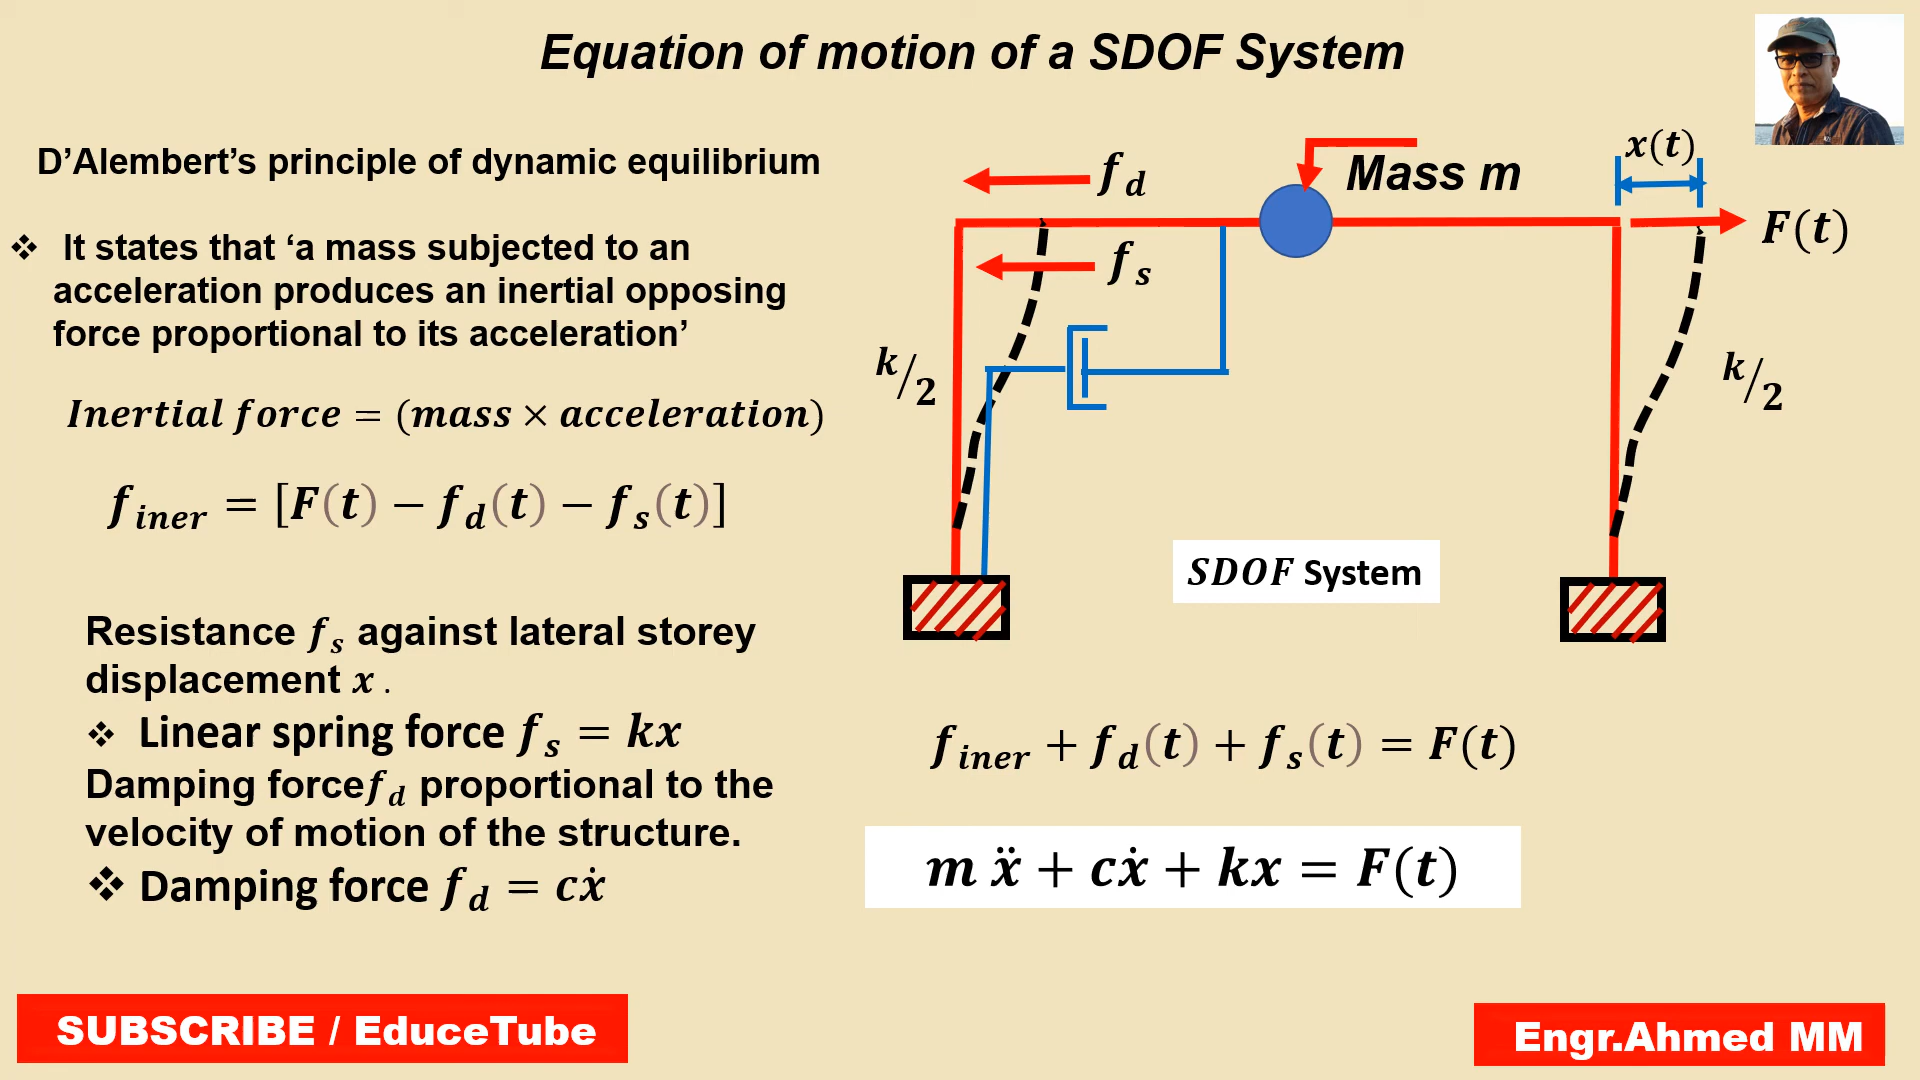 Equation of motion of a SDOF System
D’Alembert’s principle of dynamic equilibrium
❖ It states that ‘a mass subjected to an
acceleration produces an inertial opposing
force proportional to its acceleration’
Inertial force = (mass × acceleration)
f_iner = [F(t) − f_d(t) − f_s(t)]
Resistance f_s against lateral storey
displacement x .
❖ Linear spring force f_s = kx
Damping forcef_d proportional to the
velocity of motion of the structure.
❖ Damping force f_d = cẋ
f_d
Mass m
x(t)
F(t)
f_s
k/2
k/2
SDOF System
f_iner + f_d(t) + f_s(t) = F(t)
m ẍ + cẋ + kx = F(t)
SUBSCRIBE / EduceTube
Engr.Ahmed MM